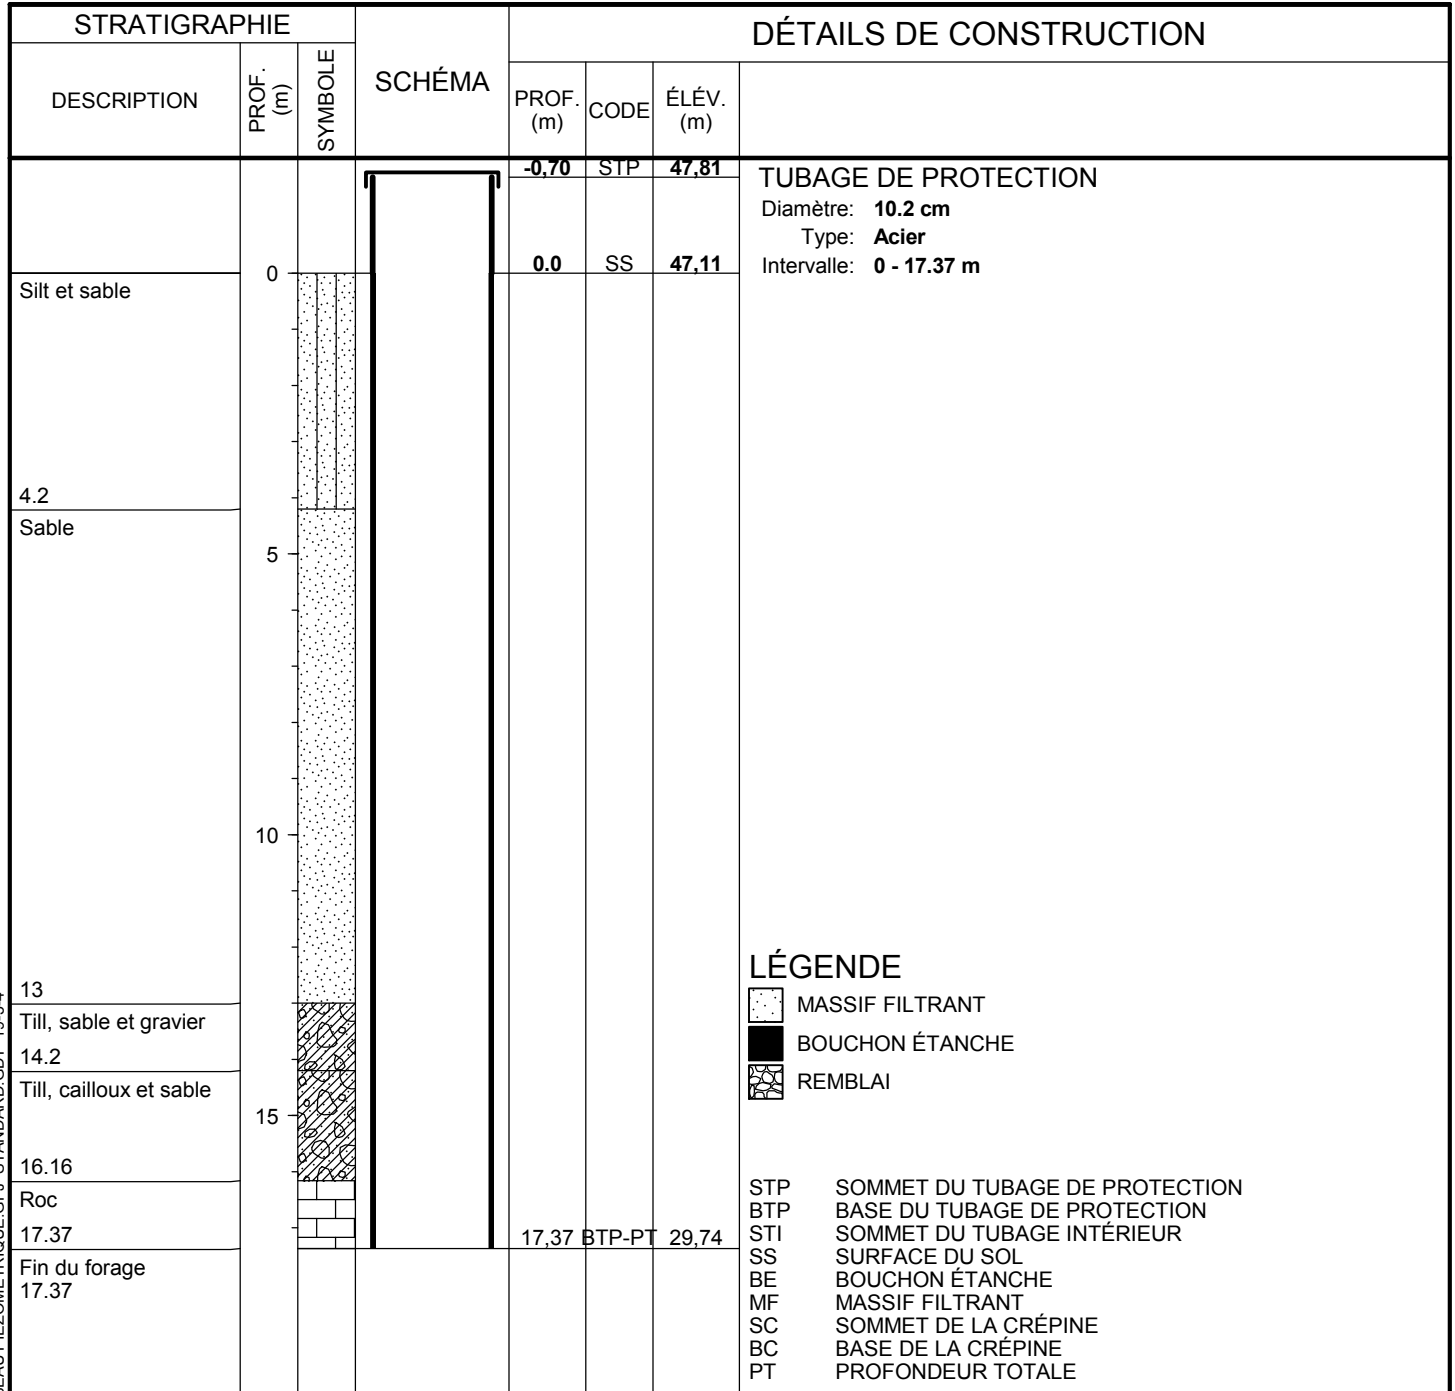 STRATIGRAPHIE
DESCRIPTION
PROF. (m)
SYMBOLE
SCHÉMA
DÉTAILS DE CONSTRUCTION
PROF. (m)
CODE
ÉLÉV. (m)
-0,70 STP 47,81
TUBAGE DE PROTECTION
Diamètre: 10.2 cm
Type: Acier
Intervalle: 0 - 17.37 m
0.0 SS 47,11
0
Silt et sable
4.2
Sable
5
10
13
Till, sable et gravier
14.2
Till, cailloux et sable
15
16.16
Roc
17.37
17,37 BTP-PT 29,74
Fin du forage
17.37
LÉGENDE
MASSIF FILTRANT
BOUCHON ÉTANCHE
REMBLAI
STP SOMMET DU TUBAGE DE PROTECTION
BTP BASE DU TUBAGE DE PROTECTION
STI SOMMET DU TUBAGE INTÉRIEUR
SS SURFACE DU SOL
BE BOUCHON ÉTANCHE
MF MASSIF FILTRANT
SC SOMMET DE LA CRÉPINE
BC BASE DE LA CRÉPINE
PT PROFONDEUR TOTALE